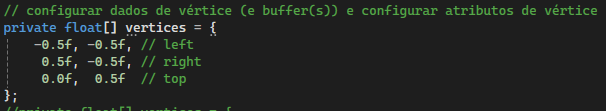 // configurar dados de vértice (e buffer(s)) e configurar atributos de vértice
private float[] vertices = {
-0.5f, -0.5f, // left
0.5f, -0.5f, // right
0.0f, 0.5f // top
};
//private float[] vertices = {